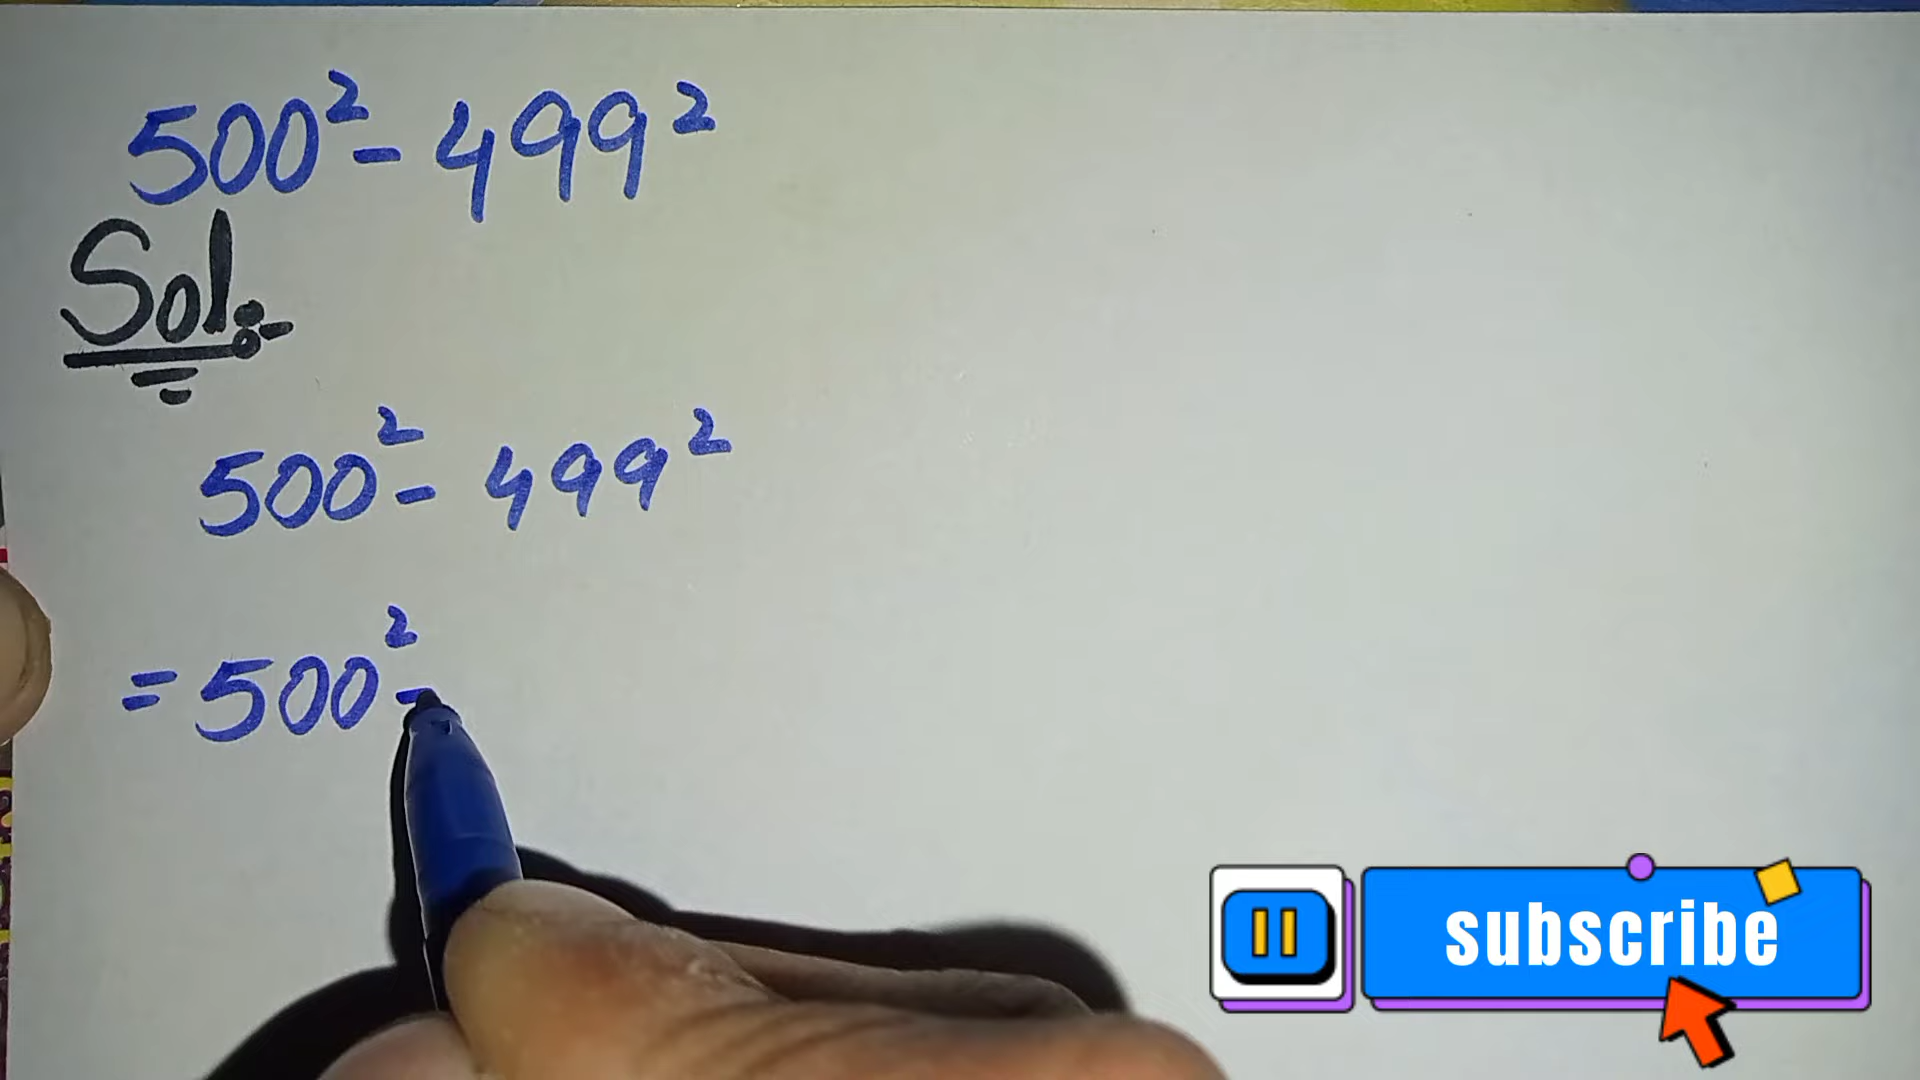 500² - 499²
Sol:-
500² - 499²
= 500² -
subscribe